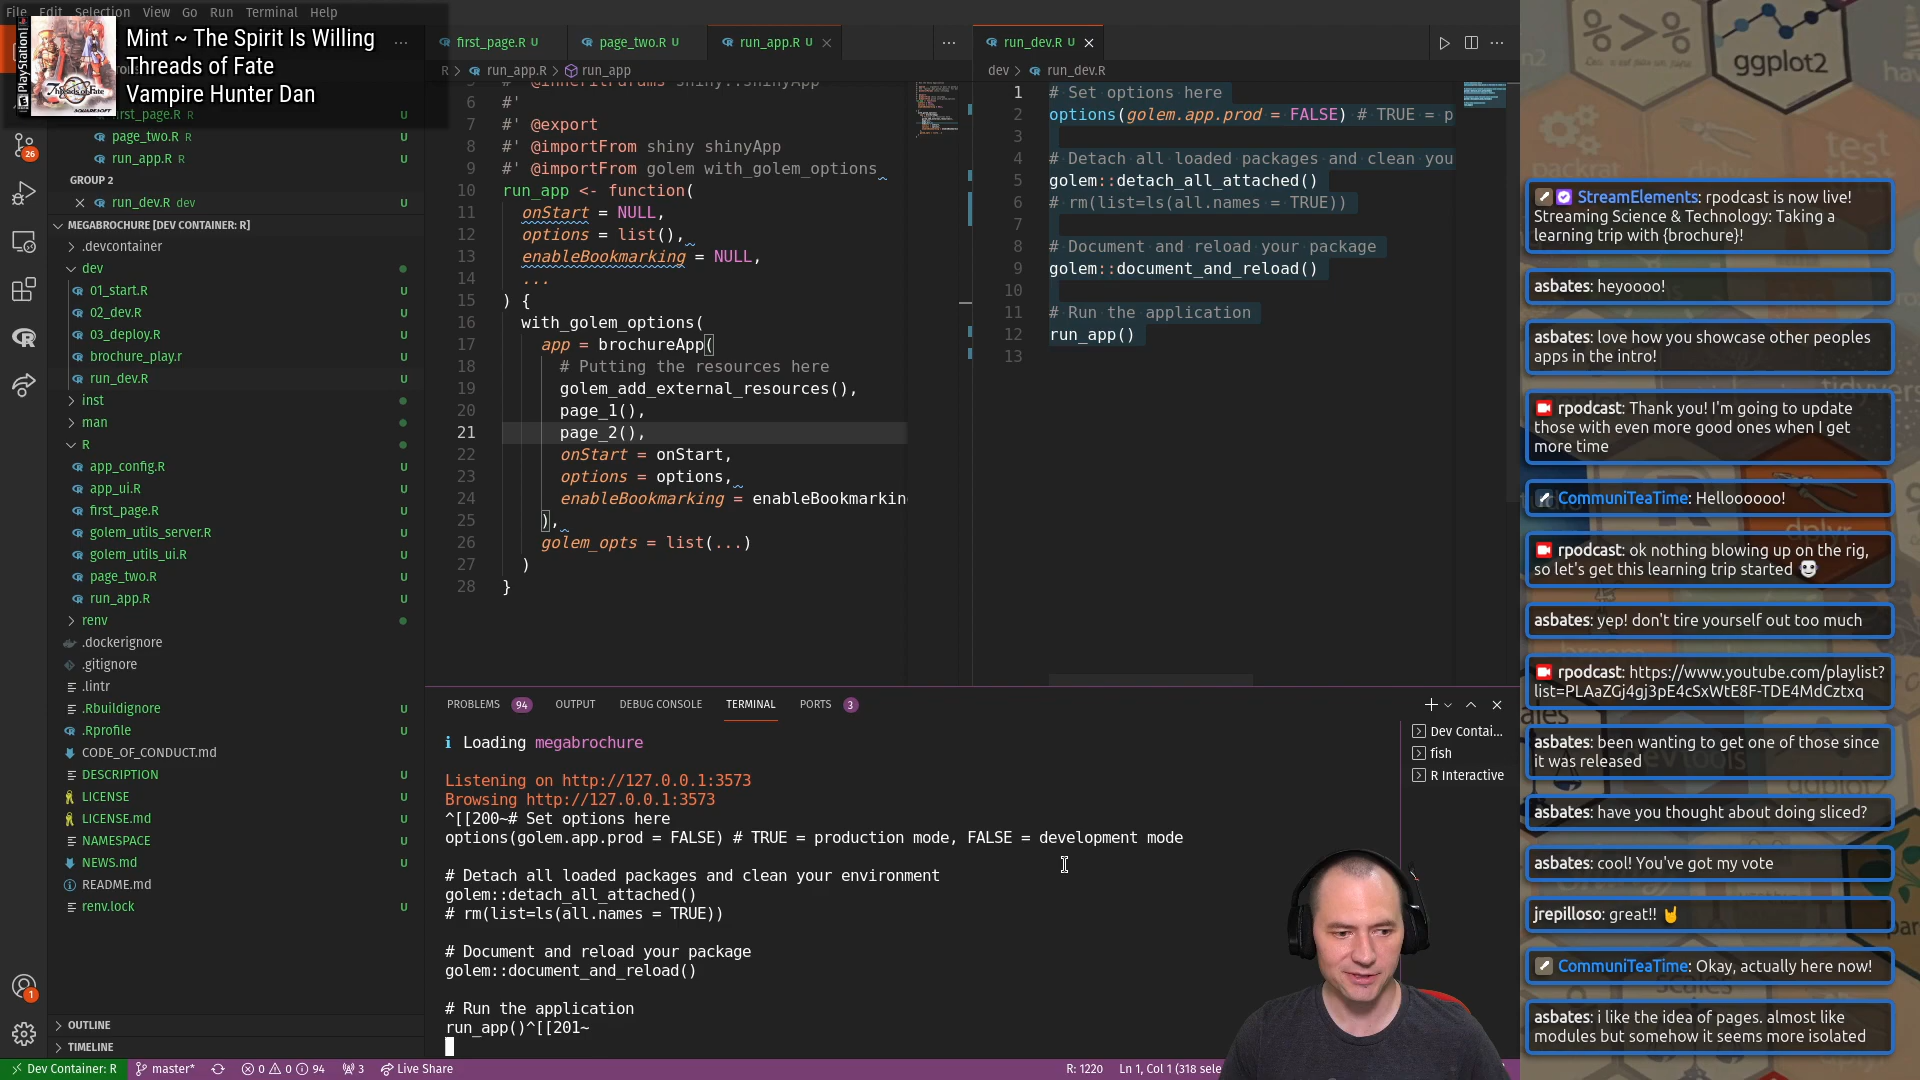 File Edit Selection View Go Run Terminal Help
Mint ~ The Spirit Is Willing
Threads of Fate
Vampire Hunter Dan
first_page.R R U
page_two.R R U
run_app.R R U
GROUP 2
run_dev.R dev U
MEGABROCHURE [DEV CONTAINER: R]
.devcontainer
dev
01_start.R U
02_dev.R U
03_deploy.R U
brochure_play.r U
run_dev.R U
inst
man
R
app_config.R U
app_ui.R U
first_page.R U
golem_utils_server.R U
golem_utils_ui.R U
page_two.R U
run_app.R U
renv
.dockerignore
.gitignore
.lintr
.Rbuildignore U
.Rprofile U
CODE_OF_CONDUCT.md
DESCRIPTION U
LICENSE U
LICENSE.md U
NAMESPACE U
NEWS.md U
README.md
renv.lock U
OUTLINE
TIMELINE
26
1
first_page.R U page_two.R U run_app.R U
R > run_app.R > run_app
6 #'
7 #' @export
8 #' @importFrom shiny shinyApp
9 #' @importFrom golem with_golem_options
10 run_app <- function(
11 onStart = NULL,
12 options = list(),
13 enableBookmarking = NULL,
14 ...
15 ) {
16 with_golem_options(
17 app = brochureApp(
18 # Putting the resources here
19 golem_add_external_resources(),
20 page_1(),
21 page_2(),
22 onStart = onStart,
23 options = options,
24 enableBookmarking = enableBookmarkin
25 ),
26 golem_opts = list(...)
27 )
28 }
run_dev.R U
dev > run_dev.R
1 # Set options here
2 options(golem.app.prod = FALSE) # TRUE = p
3
4 # Detach all loaded packages and clean you
5 golem::detach_all_attached()
6 # rm(list=ls(all.names = TRUE))
7
8 # Document and reload your package
9 golem::document_and_reload()
10
11 # Run the application
12 run_app()
13
PROBLEMS 94 OUTPUT DEBUG CONSOLE TERMINAL PORTS 3
i Loading megabrochure
Listening on http://127.0.0.1:3573
Browsing http://127.0.0.1:3573
^[[200~# Set options here
options(golem.app.prod = FALSE) # TRUE = production mode, FALSE = development mode
# Detach all loaded packages and clean your environment
golem::detach_all_attached()
# rm(list=ls(all.names = TRUE))
# Document and reload your package
golem::document_and_reload()
# Run the application
run_app()^[[201~
Dev Contai...
fish
R Interactive
Dev Container: R master* 0 0 94 3 Live Share R: 1220 Ln 1, Col 1 (318 sele
ggplot2
test
StreamElements: rpodcast is now live!
Streaming Science & Technology: Taking a
learning trip with {brochure}!
asbates: heyoooo!
asbates: love how you showcase other peoples
apps in the intro!
rpodcast: Thank you! I'm going to update
those with even more good ones when I get
more time
CommuniTeaTime: Helloooooo!
rpodcast: ok nothing blowing up on the rig,
so let's get this learning trip started
asbates: yep! don't tire yourself out too much
rpodcast: https://www.youtube.com/playlist?
list=PLAaZGj4gj3pE4cSxWtE8F-TDE4MdCztxq
asbates: been wanting to get one of those since
it was released
asbates: have you thought about doing sliced?
asbates: cool! You've got my vote
jrepilloso: great!!
CommuniTeaTime: Okay, actually here now!
asbates: i like the idea of pages. almost like
modules but somehow it seems more isolated